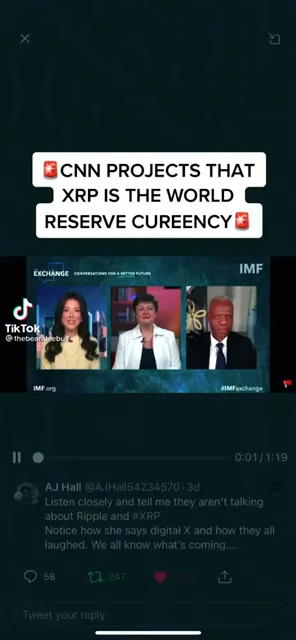 🚨CNN PROJECTS THAT
XRP IS THE WORLD
RESERVE CUREENCY🚨
EXCHANGE CONVERSATIONS FOR A BETTER FUTURE
IMF
TikTok
@thebearablebull
IMF.org
#IMFexchange
0:01/1:19
AJ Hall @AJHall54234570 · 3d
Listen closely and tell me they aren't talking
about Ripple and #XRP
Notice how she says digital X and how they all
laughed. We all know what's coming....
58
247
Tweet your reply